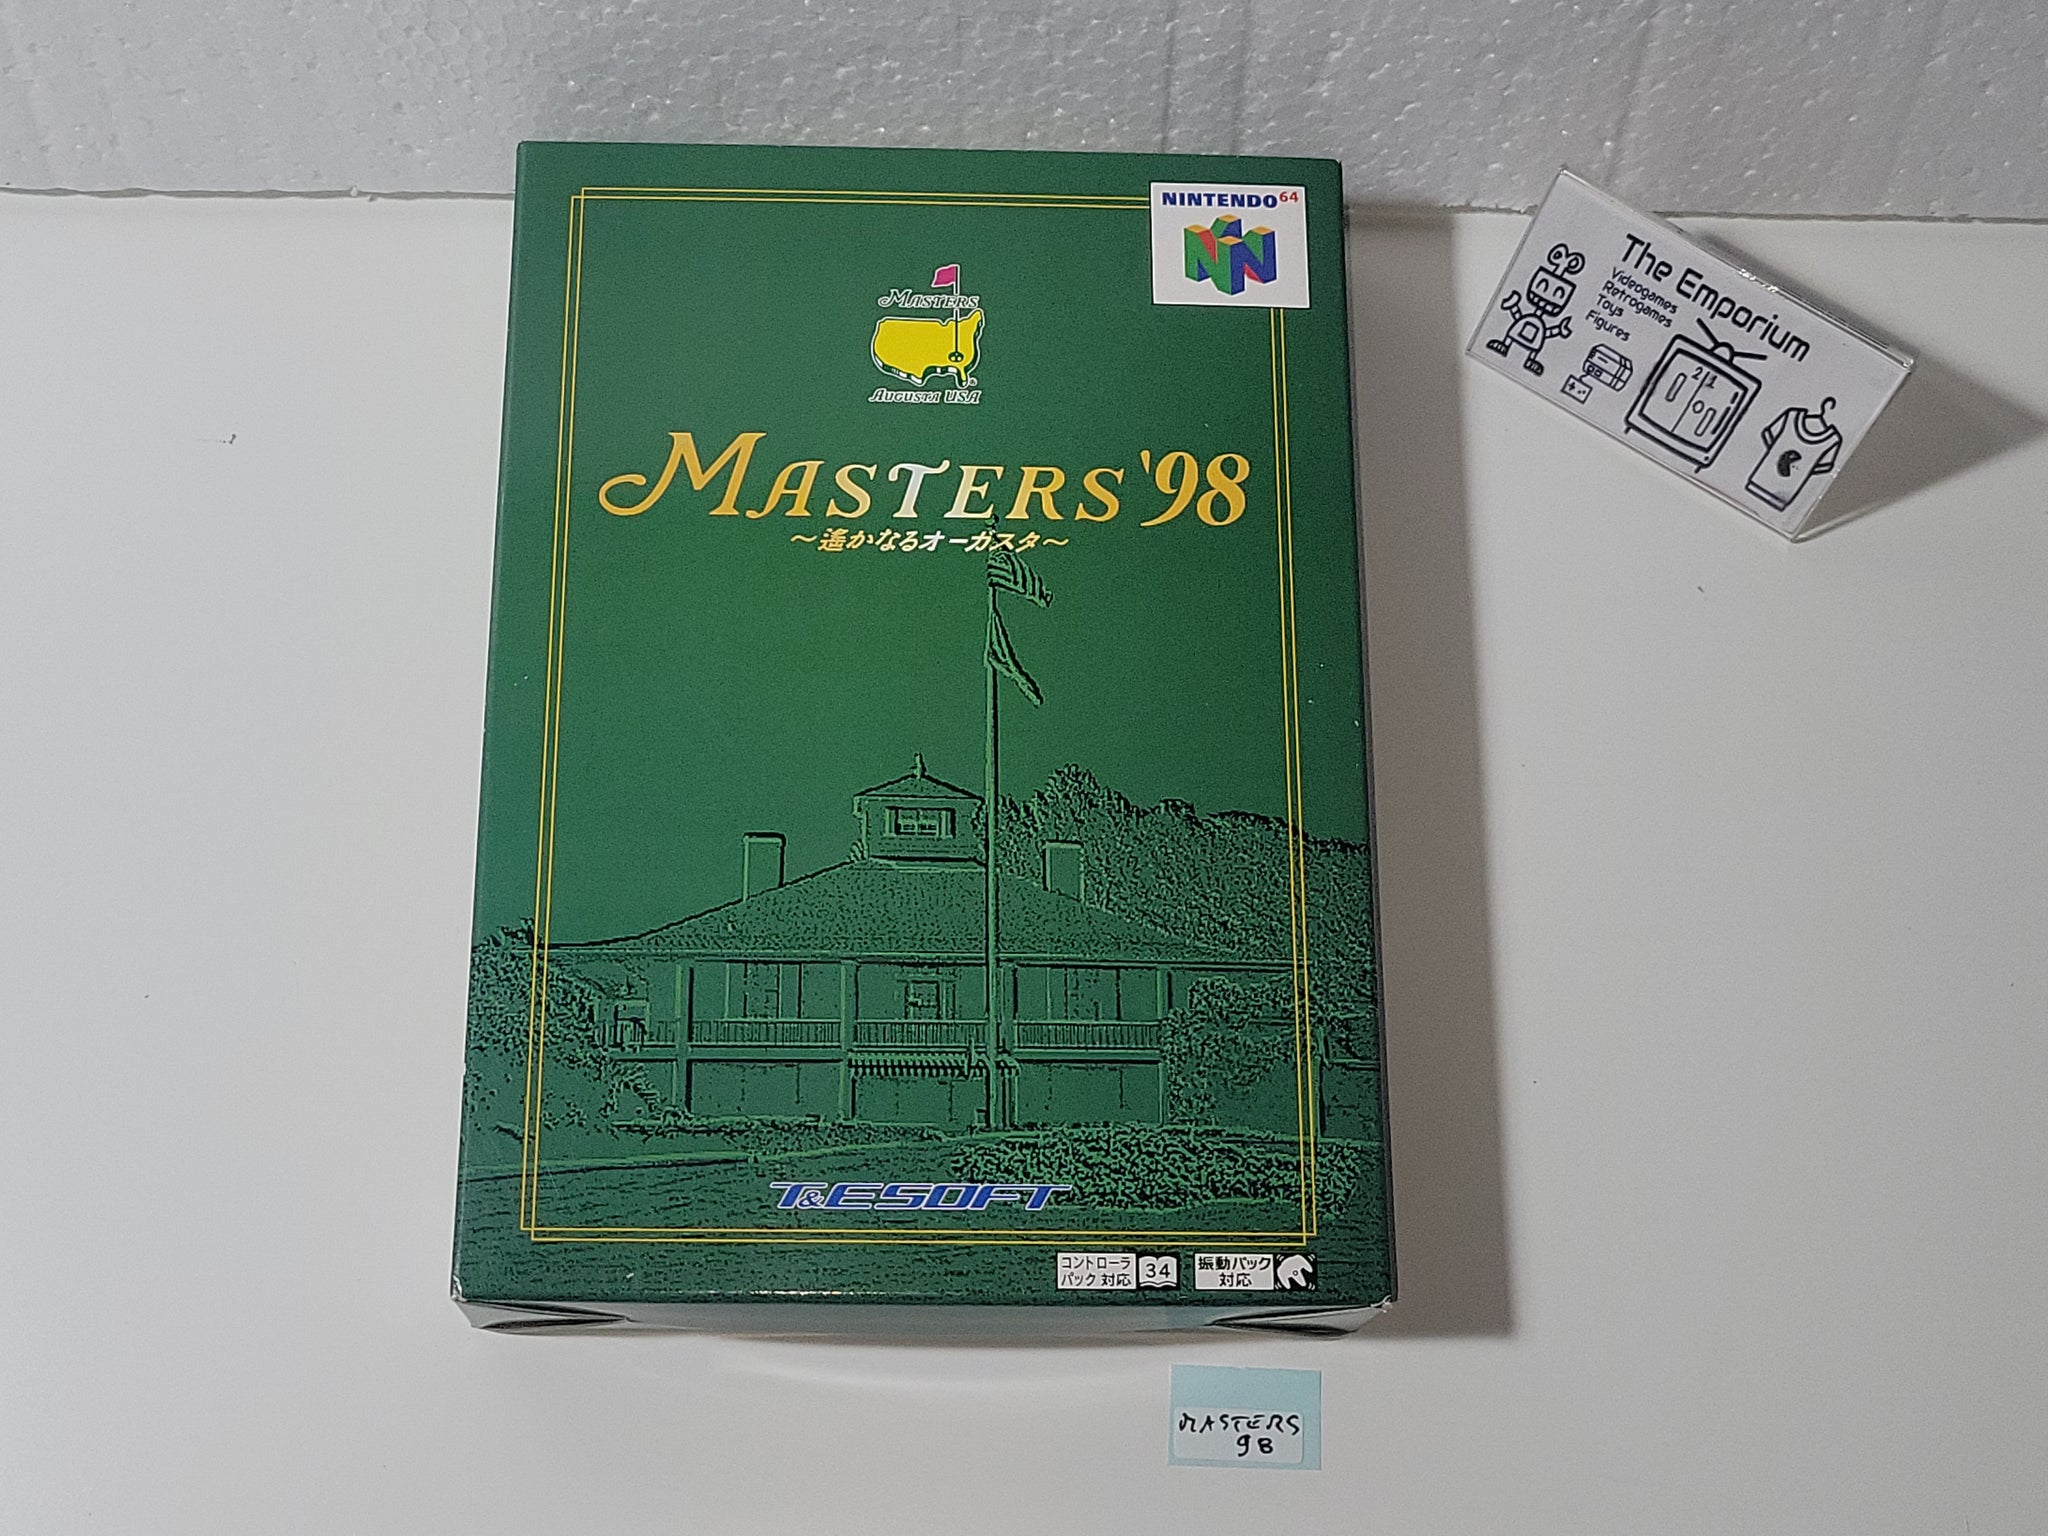 NINTENDO64
MASTERS
AUGUSTA USA
MASTERS '98
〜遙かなるオーガスタ〜
T&ESOFT
コントローラ
パック 対応
34
振動パック
対応
The Emporium
Videogames
Retrogames
Toys
Figures
21
MASTERS
98